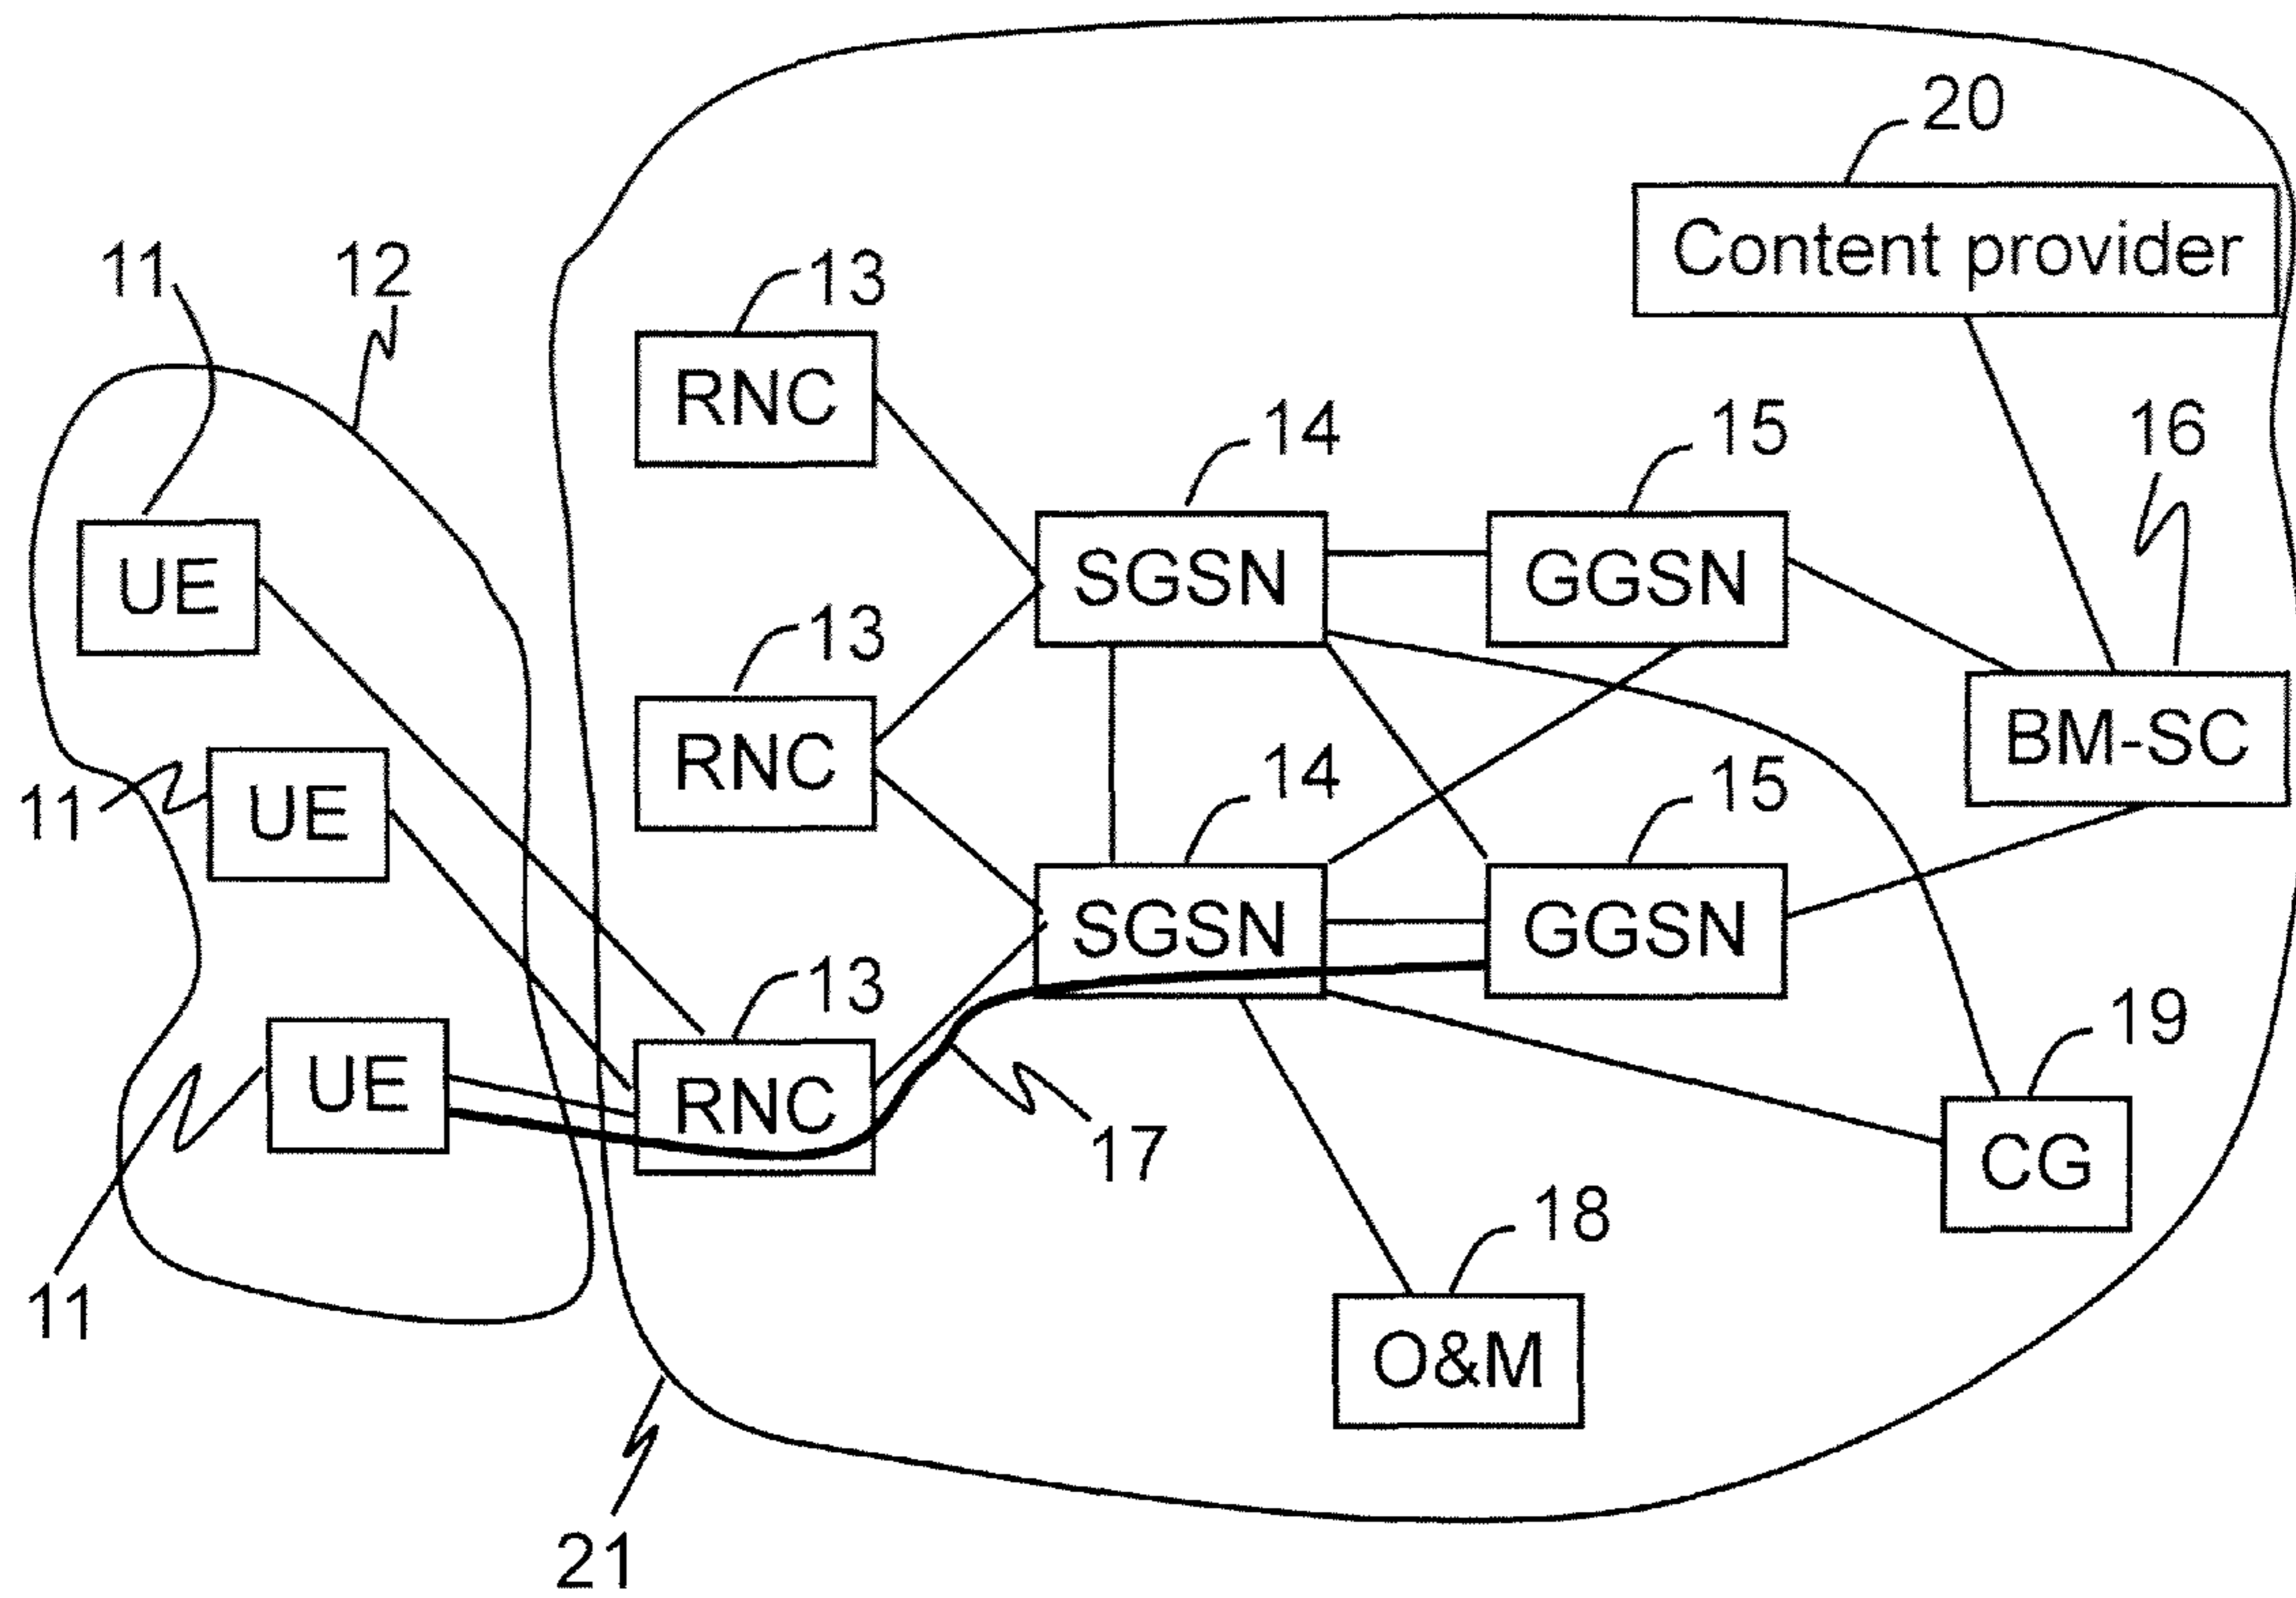 20
Content provider
11
12
13
RNC
14
15
16
UE
SGSN
GGSN
13
RNC
BM-SC
11
UE
14
15
SGSN
GGSN
13
19
UE
RNC
17
CG
18
11
O&M
21